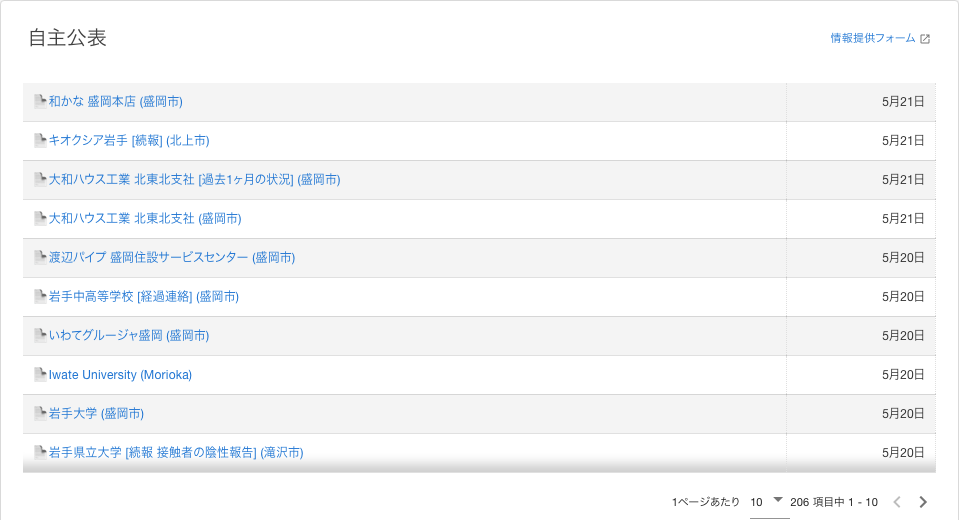 自主公表
情報提供フォーム
和かな 盛岡本店 (盛岡市) 5月21日
キオクシア岩手 [続報] (北上市) 5月21日
大和ハウス工業 北東北支社 [過去1ヶ月の状況] (盛岡市) 5月21日
大和ハウス工業 北東北支社 (盛岡市) 5月21日
渡辺パイプ 盛岡住設サービスセンター (盛岡市) 5月20日
岩手中高等学校 [経過連絡] (盛岡市) 5月20日
いわてグルージャ盛岡 (盛岡市) 5月20日
Iwate University (Morioka) 5月20日
岩手大学 (盛岡市) 5月20日
岩手県立大学 [続報 接触者の陰性報告] (滝沢市) 5月20日
1ページあたり 10 206 項目中 1 - 10